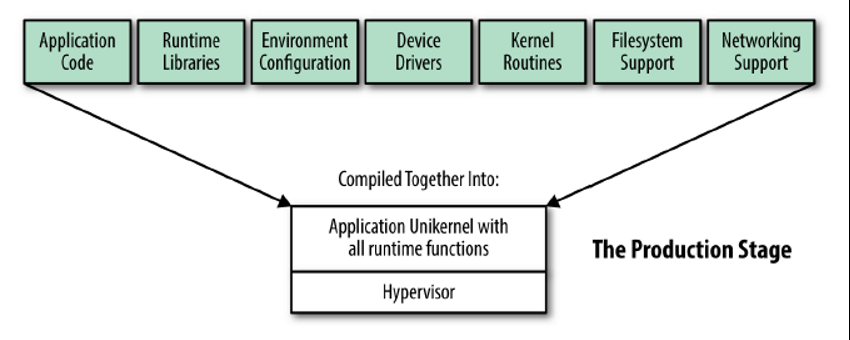 Application
Code
Runtime
Libraries
Environment
Configuration
Device
Drivers
Kernel
Routines
Filesystem
Support
Networking
Support
Compiled Together Into:
Application Unikernel with
all runtime functions
The Production Stage
Hypervisor